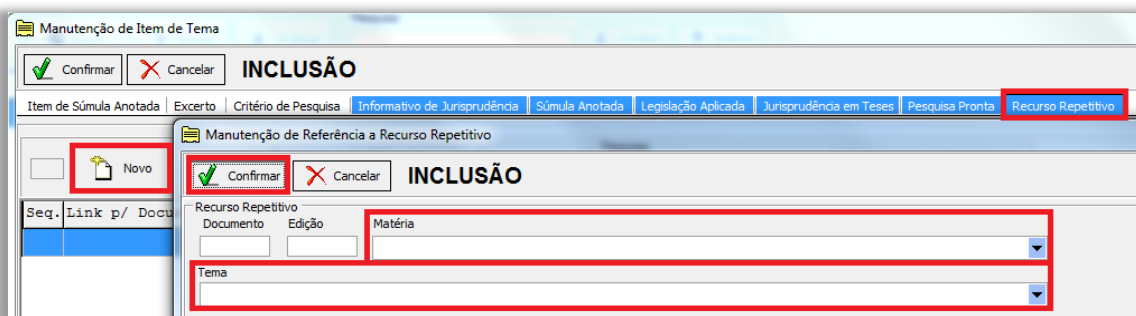 Manutenção de Item de Tema
Confirmar Cancelar INCLUSÃO
Item de Súmula Anotada Excerto Critério de Pesquisa Informativo de Jurisprudência Súmula Anotada Legislação Aplicada Jurisprudência em Teses Pesquisa Pronta Recurso Repetitivo
Manutenção de Referência a Recurso Repetitivo
Novo
Confirmar Cancelar INCLUSÃO
Seq. Link p/ Docu
Recurso Repetitivo
Documento Edição Matéria
Tema